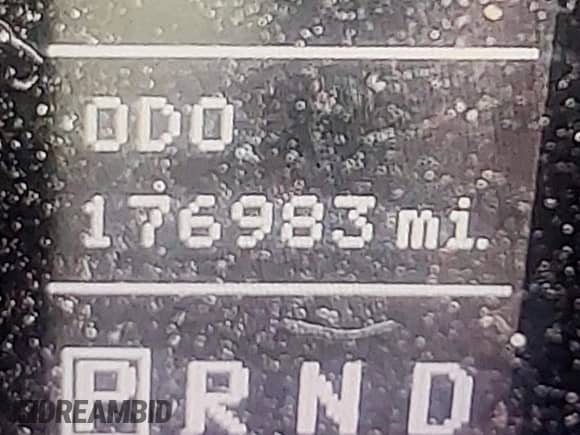 ODO
176983 mi.
P R N D
DREAMBID